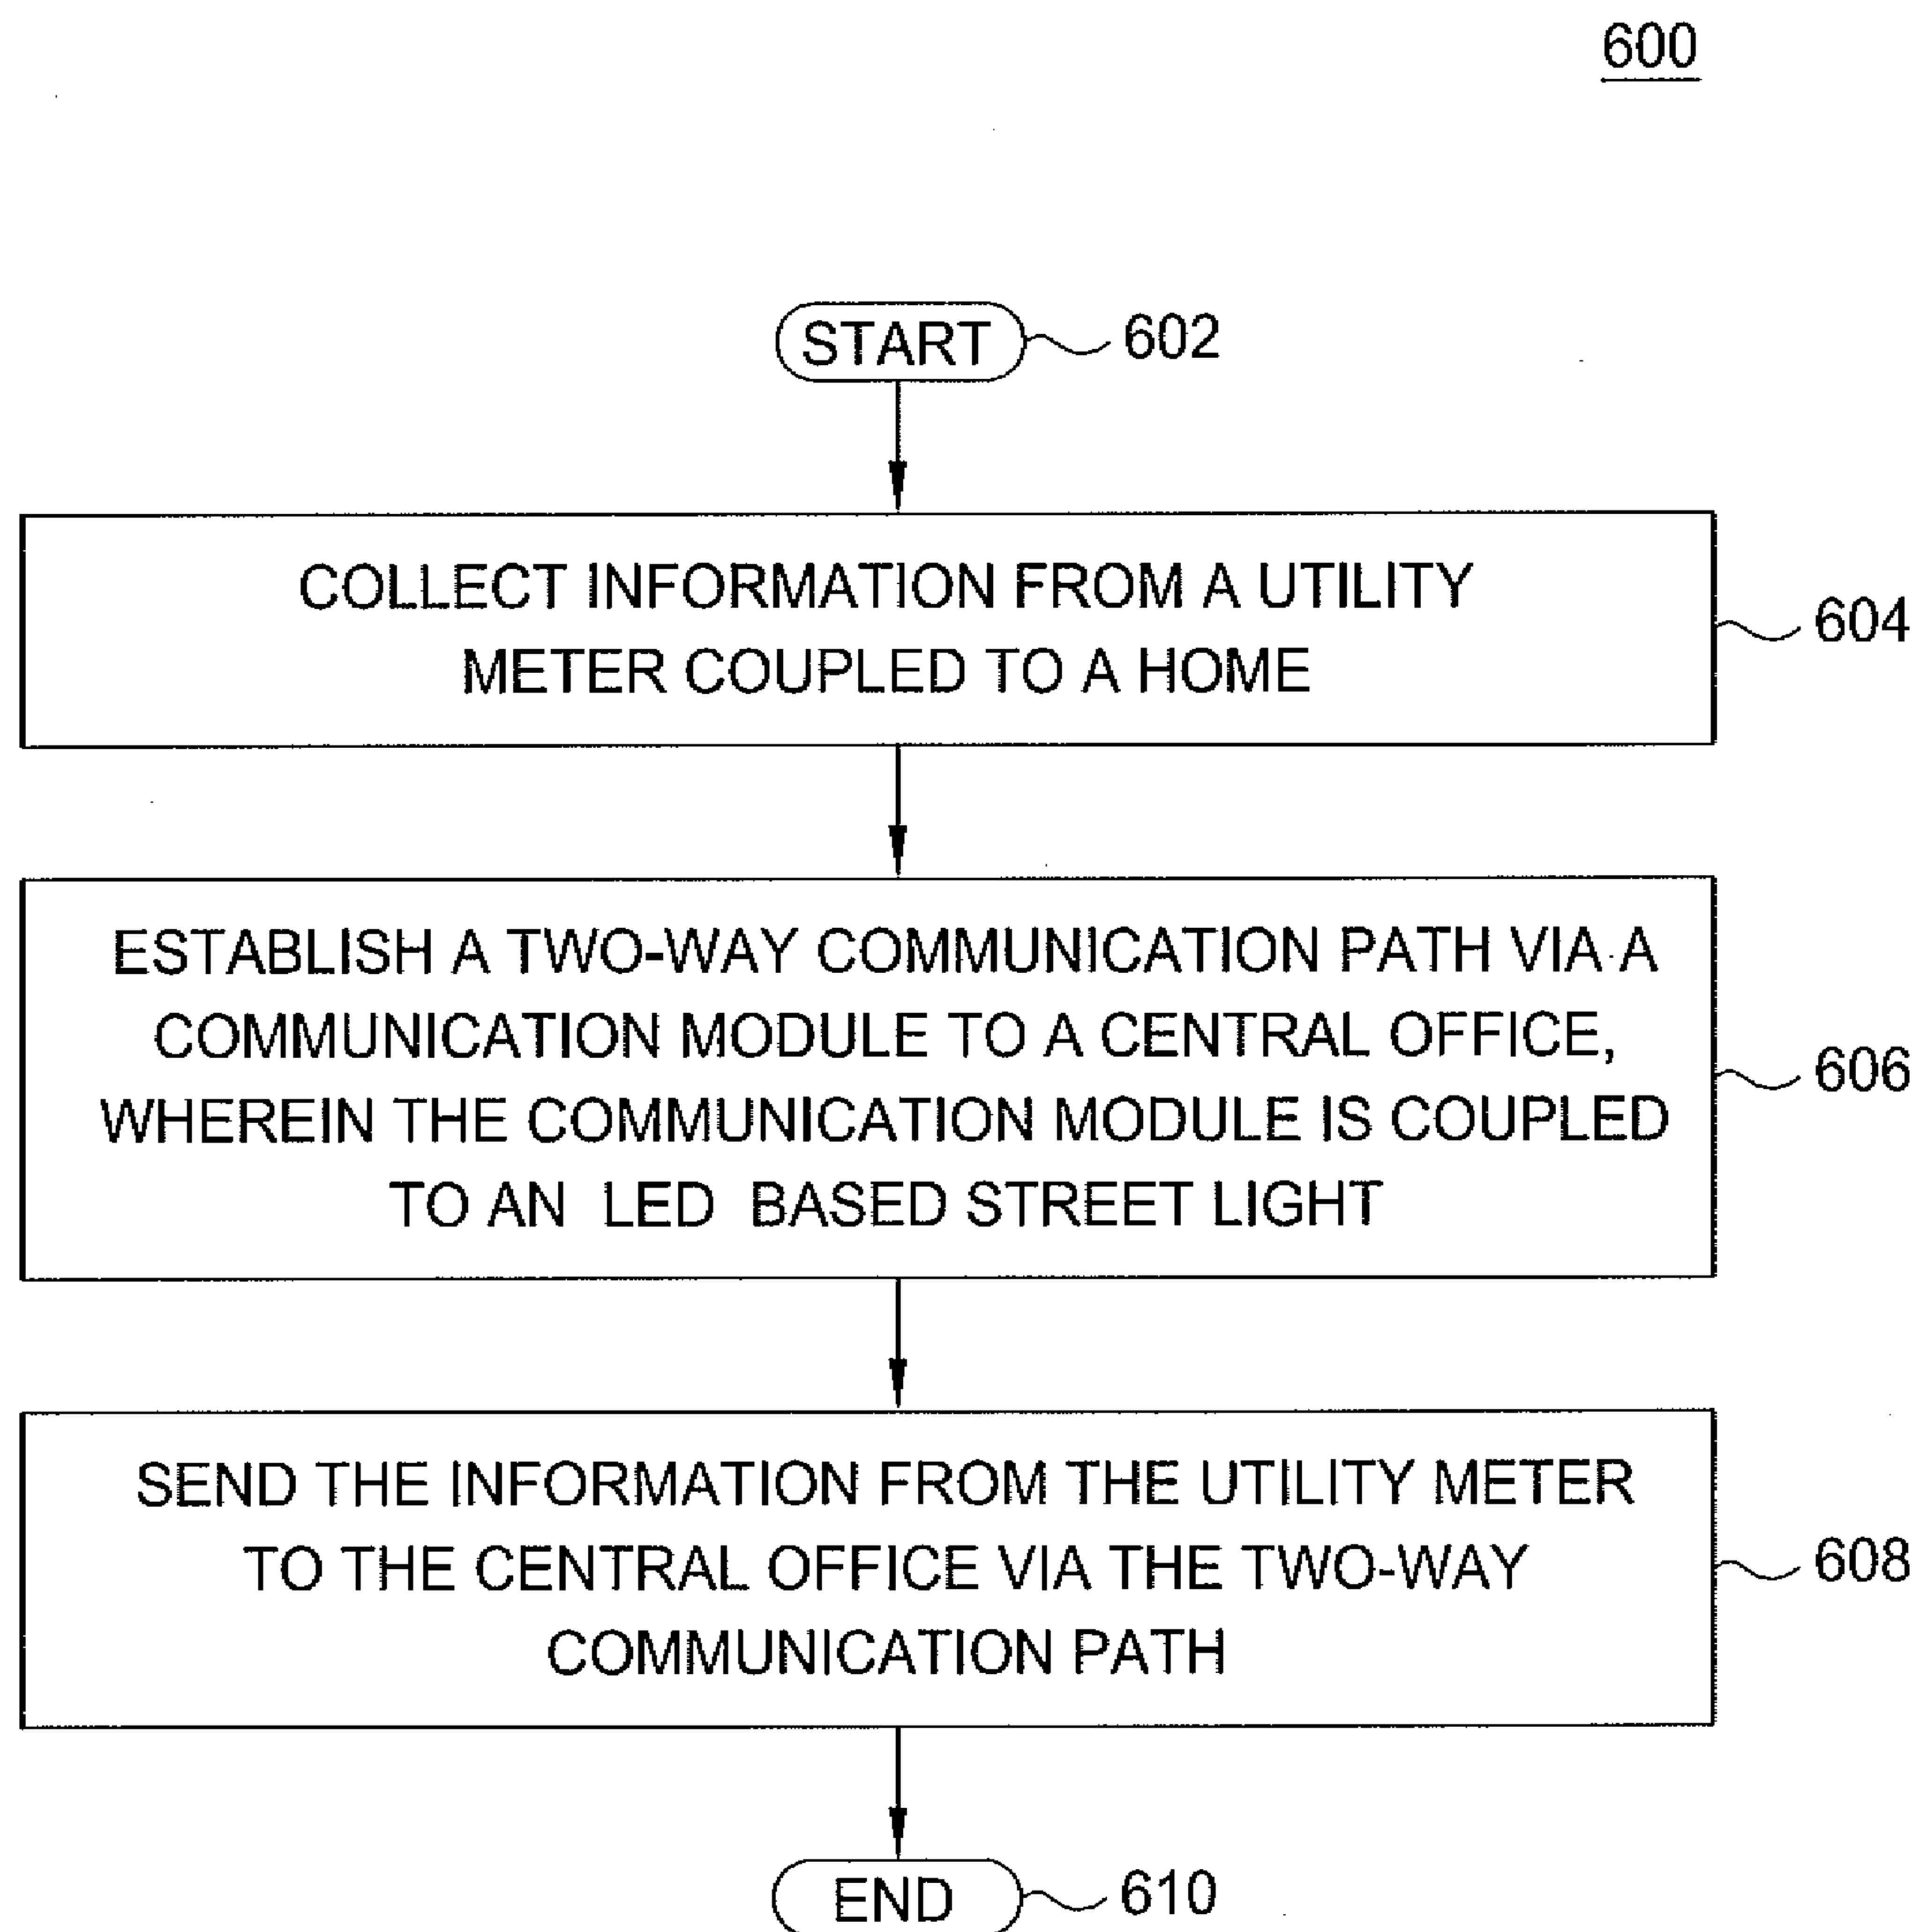 600
START 602
COLLECT INFORMATION FROM A UTILITY
METER COUPLED TO A HOME
604
ESTABLISH A TWO-WAY COMMUNICATION PATH VIA A
COMMUNICATION MODULE TO A CENTRAL OFFICE,
WHEREIN THE COMMUNICATION MODULE IS COUPLED
TO AN LED BASED STREET LIGHT
606
SEND THE INFORMATION FROM THE UTILITY METER
TO THE CENTRAL OFFICE VIA THE TWO-WAY
COMMUNICATION PATH
608
END 610